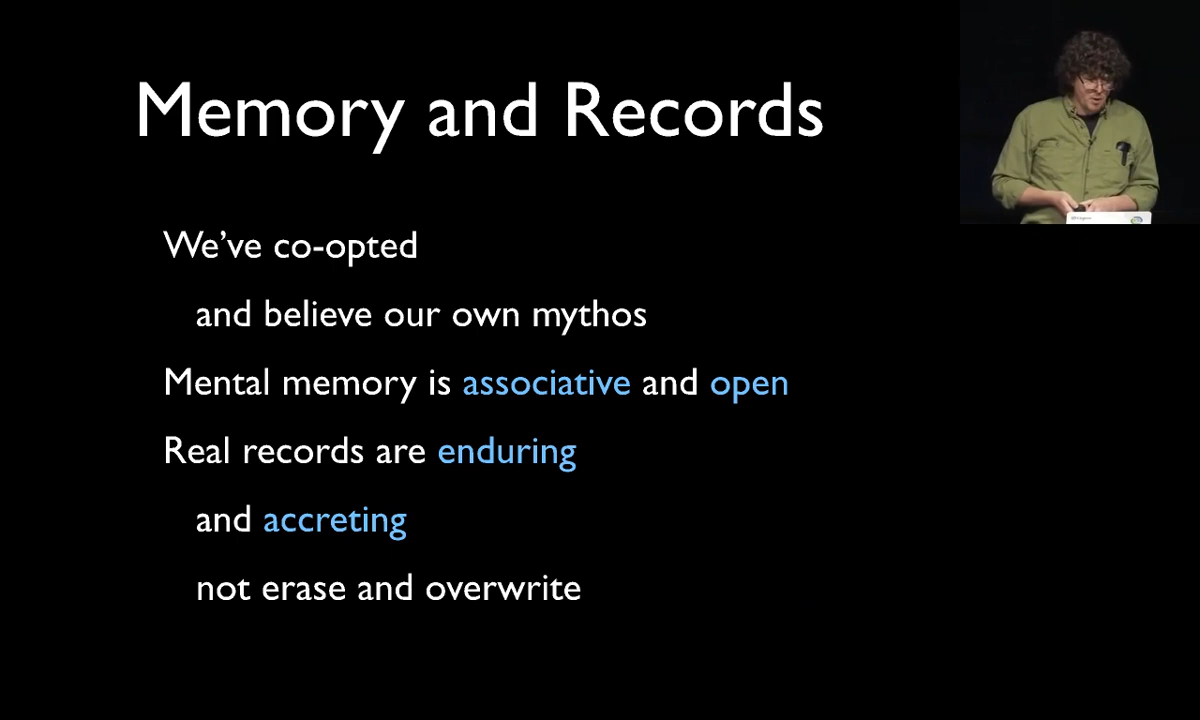 Memory and Records
We’ve co-opted
and believe our own mythos
Mental memory is associative and open
Real records are enduring
and accreting
not erase and overwrite